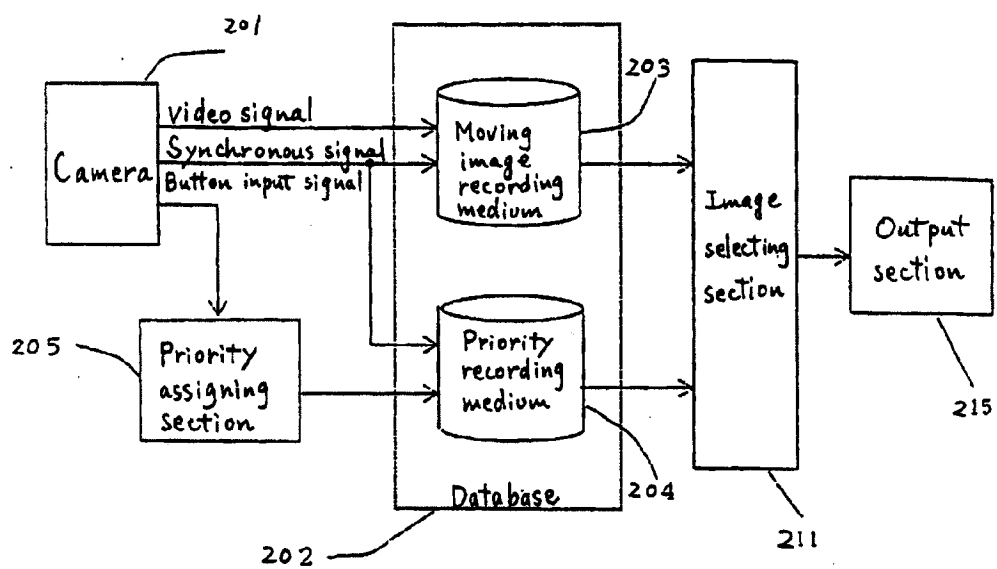 201
Camera
Video signal
Synchronous signal
Button input signal
203
Moving
image
recording
medium
Image
selecting
section
Output
section
215
205
Priority
assigning
section
Priority
recording
medium
204
Database
202
211